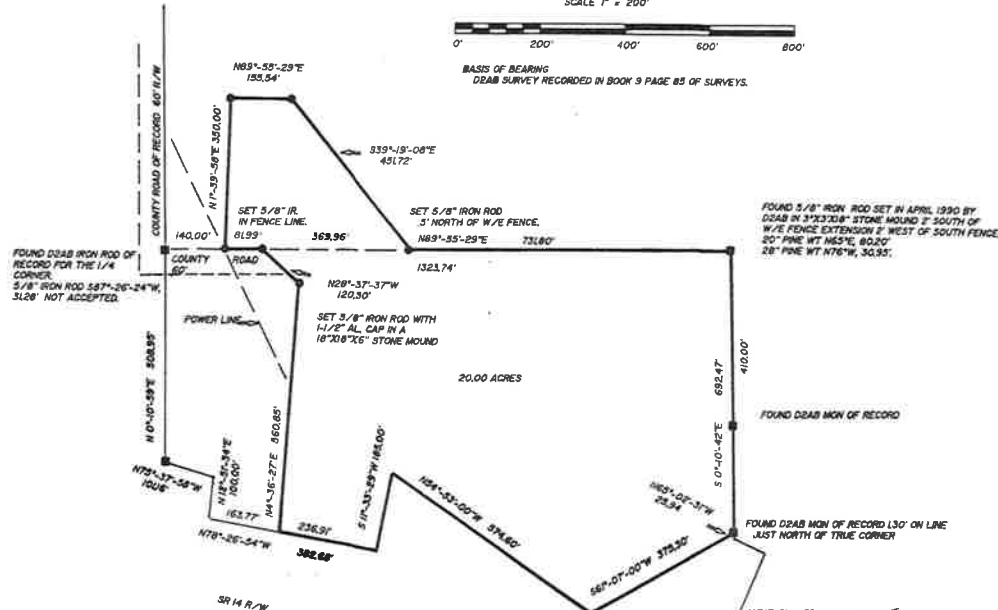 SCALE 1" = 200'
0' 200' 400' 600' 800'
BASIS OF BEARING
D2AB SURVEY RECORDED IN BOOK 9 PAGE 85 OF SURVEYS.
N89°-55'-29"E
155.54'
COUNTY ROAD OF RECORD 60' R/W
N 1°-39'-58"E 350.00'
S39°-19'-08"E
451.72'
SET 5/8" IR.
IN FENCE LINE.
SET 5/8" IRON ROD
.5' NORTH OF W/E FENCE.
FOUND 5/8" IRON ROD SET IN APRIL 1990 BY
D2AB IN 3"X3"X18" STONE MOUND 2' SOUTH OF
W/E FENCE EXTENSION 2' WEST OF SOUTH FENCE
20" PINE WT N65°E, 80.20'
28" PINE WT N76°W, 30.95'.
140.00' 81.99' 369.96'
N89°-55'-29"E 731.80'
1323.74'
FOUND D2AB IRON ROD OF
RECORD FOR THE 1/4
CORNER.
5/8" IRON ROD S87°-26'-24"W,
31.28' NOT ACCEPTED.
COUNTY ROAD
60'
N28°-37'-37"W
120.30'
SET 5/8" IRON ROD WITH
1-1/2" AL. CAP IN A
18"X18"X6" STONE MOUND
POWER LINE
20.00 ACRES
N 0°-10'-59"E 508.95'
N4°-36'-27"E 560.85'
692.47'
410.00'
S 0°-10'-42"E
FOUND D2AB MON OF RECORD
N75°-37'-58"W
101.16'
N 12°-51'-34"E
100.00'
S 11°-33'-29"W 185.00'
N54°-53'-00"W 574.60'
N65°-02'-31"W
25.94
163.77' 236.91'
N78°-26'-54"W
FOUND D2AB MON OF RECORD 1.30' ON LINE
JUST NORTH OF TRUE CORNER
S61°-07'-00"W 375.30'
SR 14 R/W